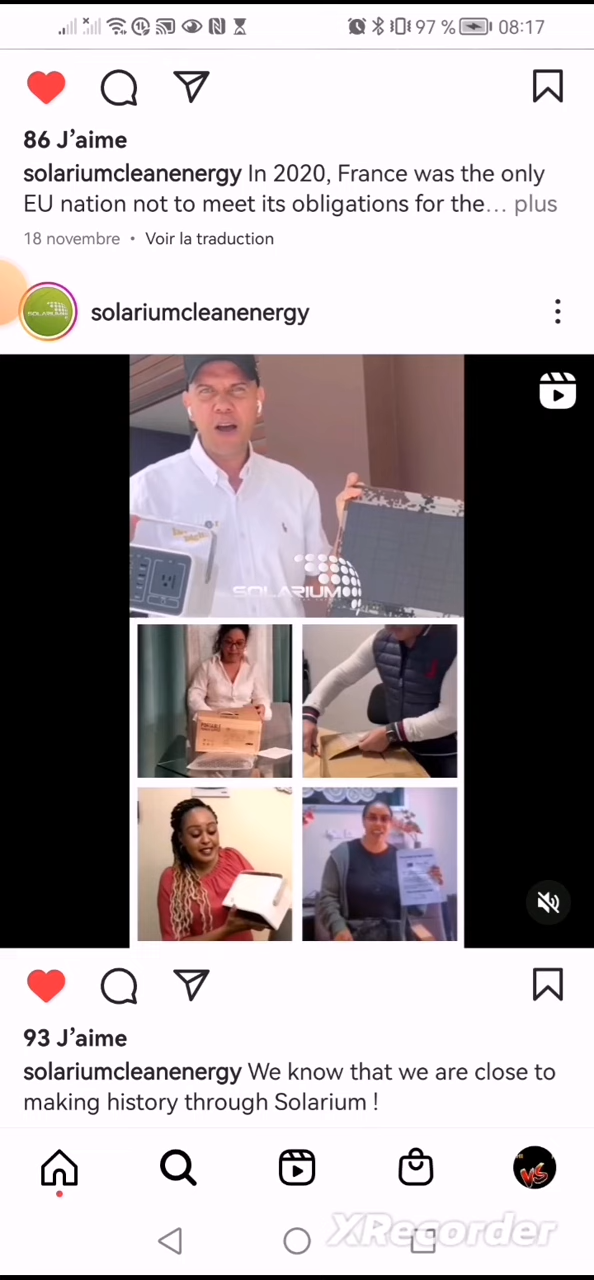 97 % 08:17
86 J’aime
solariumcleanenergy In 2020, France was the only
EU nation not to meet its obligations for the… plus
18 novembre • Voir la traduction
SOLARIUM
solariumcleanenergy
SOLARIUM
93 J’aime
solariumcleanenergy We know that we are close to
making history through Solarium !
VS
XRecorder